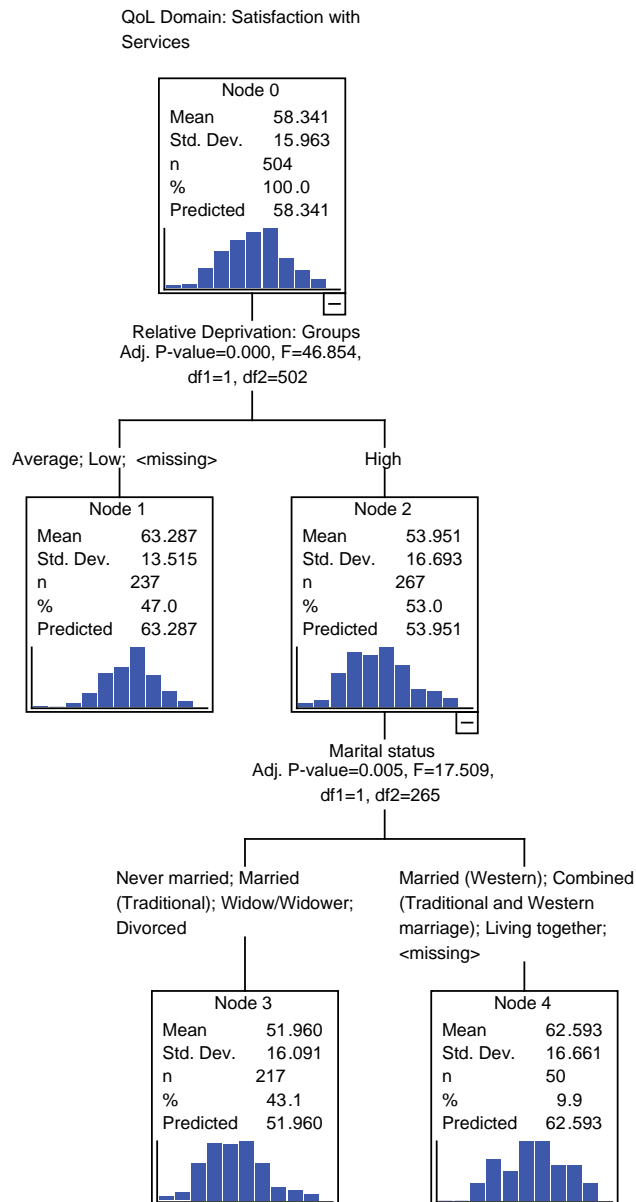 QoL Domain: Satisfaction with
Services
Node 0
Mean 58.341
Std. Dev. 15.963
n 504
% 100.0
Predicted 58.341
Relative Deprivation: Groups
Adj. P-value=0.000, F=46.854,
df1=1, df2=502
Average; Low; <missing>
High
Node 1
Mean 63.287
Std. Dev. 13.515
n 237
% 47.0
Predicted 63.287
Node 2
Mean 53.951
Std. Dev. 16.693
n 267
% 53.0
Predicted 53.951
Marital status
Adj. P-value=0.005, F=17.509,
df1=1, df2=265
Never married; Married
(Traditional); Widow/Widower;
Divorced
Married (Western); Combined
(Traditional and Western
marriage); Living together;
<missing>
Node 3
Mean 51.960
Std. Dev. 16.091
n 217
% 43.1
Predicted 51.960
Node 4
Mean 62.593
Std. Dev. 16.661
n 50
% 9.9
Predicted 62.593